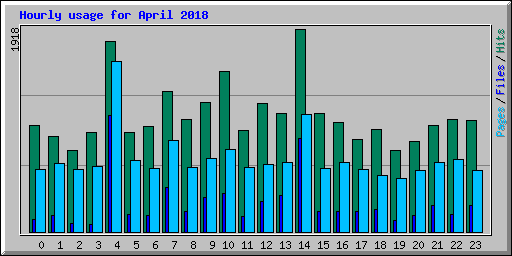 Hourly usage for April 2018
1918
Pages / Files / Hits
0 1 2 3 4 5 6 7 8 9 10 11 12 13 14 15 16 17 18 19 20 21 22 23